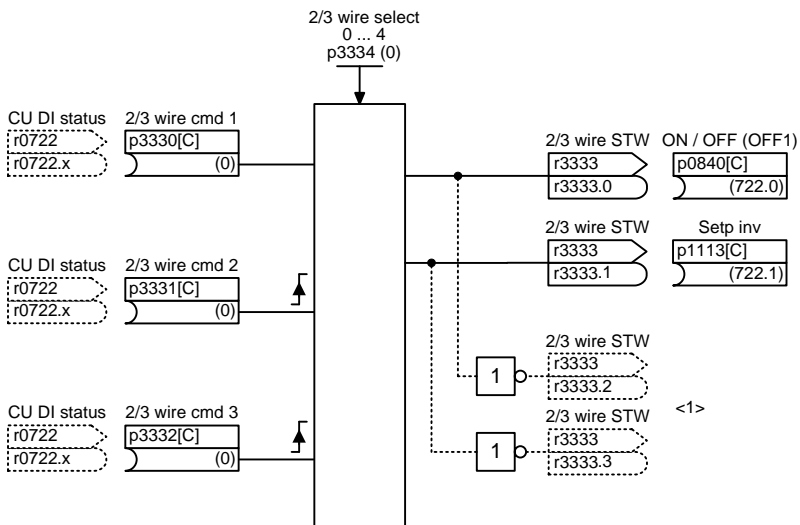 2/3 wire select
0 ... 4
p3334 (0)
CU DI status
r0722
r0722.x
2/3 wire cmd 1
p3330[C]
(0)
CU DI status
r0722
r0722.x
2/3 wire cmd 2
p3331[C]
(0)
CU DI status
r0722
r0722.x
2/3 wire cmd 3
p3332[C]
(0)
2/3 wire STW
r3333
r3333.0
ON / OFF (OFF1)
p0840[C]
(722.0)
2/3 wire STW
r3333
r3333.1
Setp inv
p1113[C]
(722.1)
1
2/3 wire STW
r3333
r3333.2
<1>
1
2/3 wire STW
r3333
r3333.3